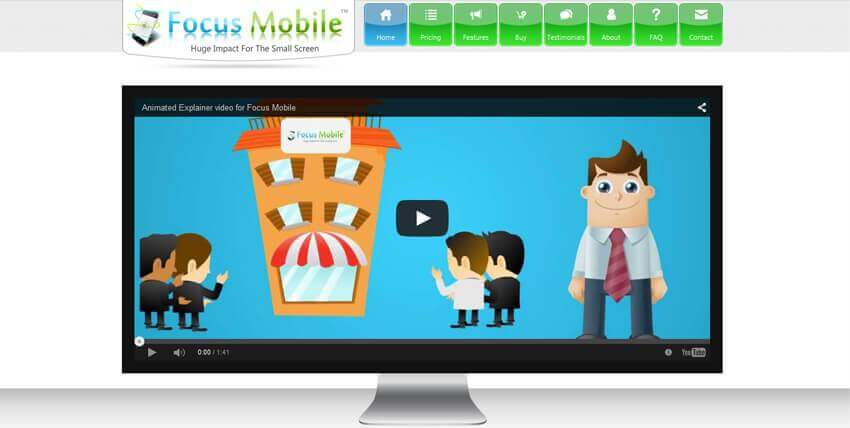 Focus Mobile™
Huge Impact For The Small Screen
Home Pricing Features Buy Testimonials About FAQ Contact
Animated Explainer video for Focus Mobile
Focus Mobile
0:00 / 1:41
YouTube